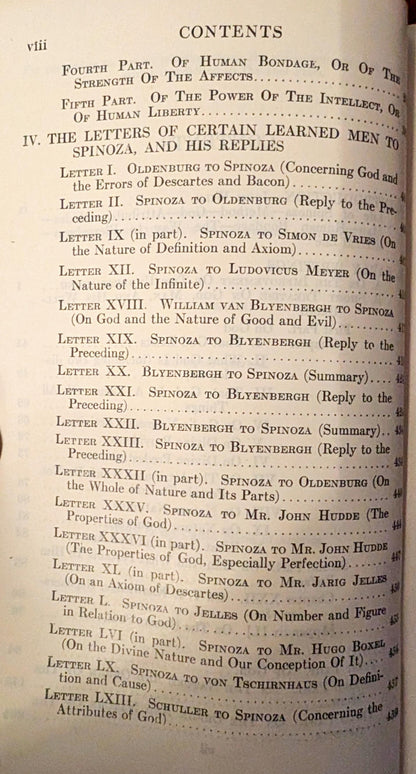 viii
CONTENTS
Fourth Part. Of Human Bondage, Or Of The
Strength Of The Affects
Fifth Part. Of The Power Of The Intellect, Or
Of Human Liberty
IV. THE LETTERS OF CERTAIN LEARNED MEN TO
SPINOZA, AND HIS REPLIES
Letter I. Oldenburg to Spinoza (Concerning God and
the Errors of Descartes and Bacon)
Letter II. Spinoza to Oldenburg (Reply to the Pre-
ceding)
Letter IX (in part). Spinoza to Simon de Vries (On
the Nature of Definition and Axiom)
Letter XII. Spinoza to Ludovicus Meyer (On the
Nature of the Infinite)
Letter XVIII. William van Blyenbergh to Spinoza
(On God and the Nature of Good and Evil)
Letter XIX. Spinoza to Blyenbergh (Reply to the
Preceding)
Letter XX. Blyenbergh to Spinoza (Summary)
Letter XXI. Spinoza to Blyenbergh (Reply to the
Preceding)
Letter XXII. Blyenbergh to Spinoza (Summary)
Letter XXIII. Spinoza to Blyenbergh (Reply to the
Preceding)
Letter XXXII (in part). Spinoza to Oldenburg (On
the Whole of Nature and Its Parts)
Letter XXXV. Spinoza to Mr. John Hudde (The
Properties of God) 444
Letter XXXVI (in part). Spinoza to Mr. John Hudde
(The Properties of God, Especially Perfection) 447
Letter XL (in part). Spinoza to Mr. Jarig Jelles
(On an Axiom of Descartes)
Letter L. Spinoza to Jelles (On Number and Figure
in Relation to God)
Letter LVI (in part). Spinoza to Mr. Hugo Boxel
(On the Divine Nature and Our Conception Of It)
Letter LX. Spinoza to von Tschirnhaus (On Defini-
tion and Cause) 457
Letter LXIII. Schuller to Spinoza (Concerning the
Attributes of God) 459